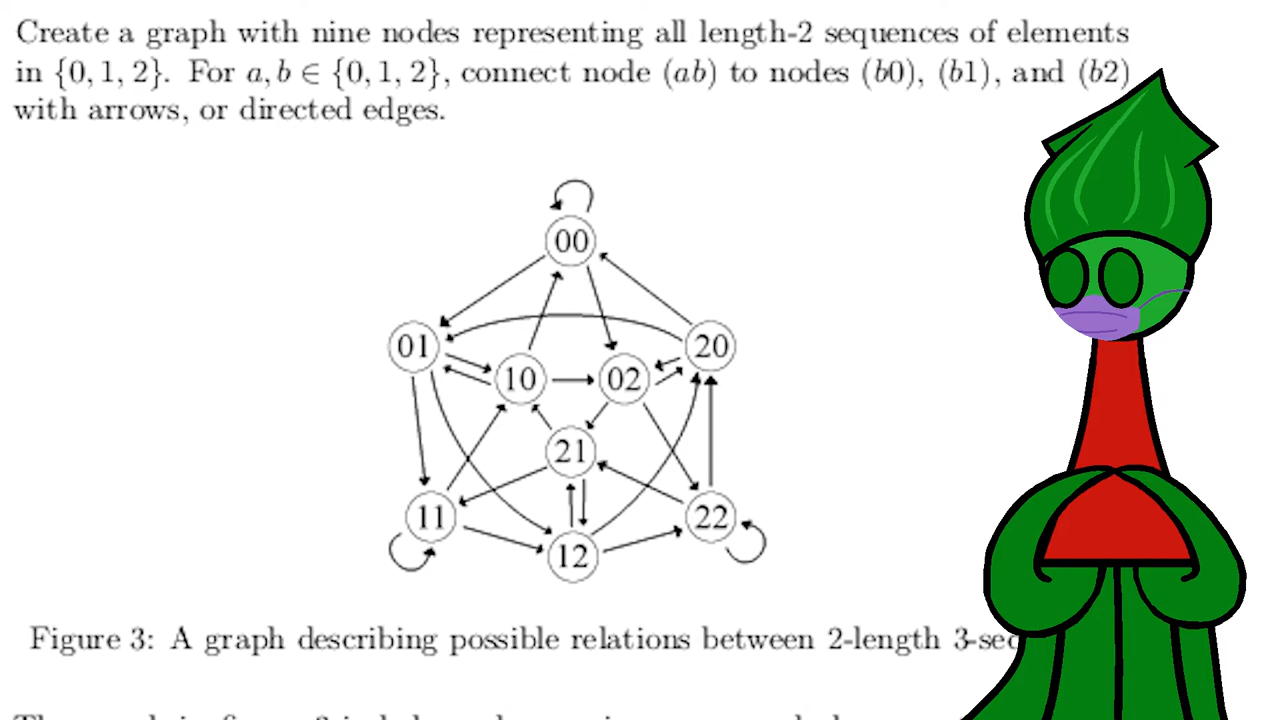 Create a graph with nine nodes representing all length-2 sequences of elements
in {0, 1, 2}. For a, b ∈ {0, 1, 2}, connect node (ab) to nodes (b0), (b1), and (b2)
with arrows, or directed edges.
00
01
20
10
02
21
11
22
12
Figure 3: A graph describing possible relations between 2-length